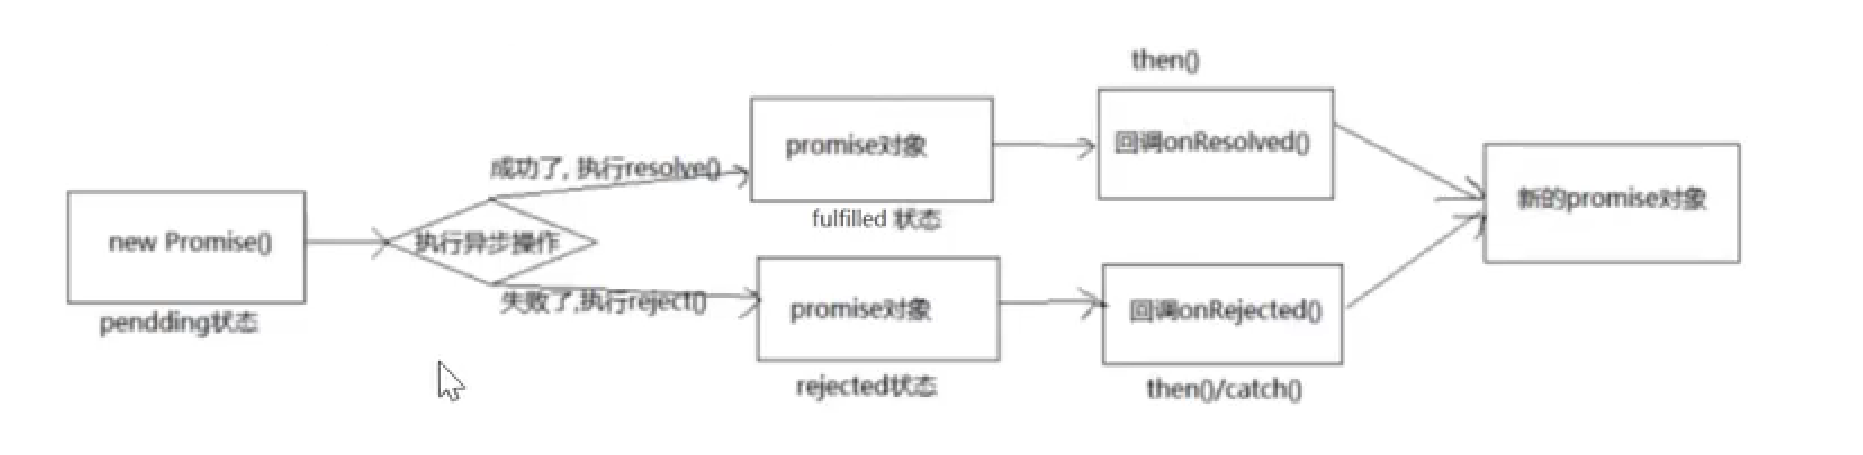 new Promise()
pendding状态
执行异步操作
成功了, 执行resolve()
promise对象
fulfilled 状态
then()
回调onResolved()
失败了,执行reject()
promise对象
rejected状态
回调onRejected()
then()/catch()
新的promise对象